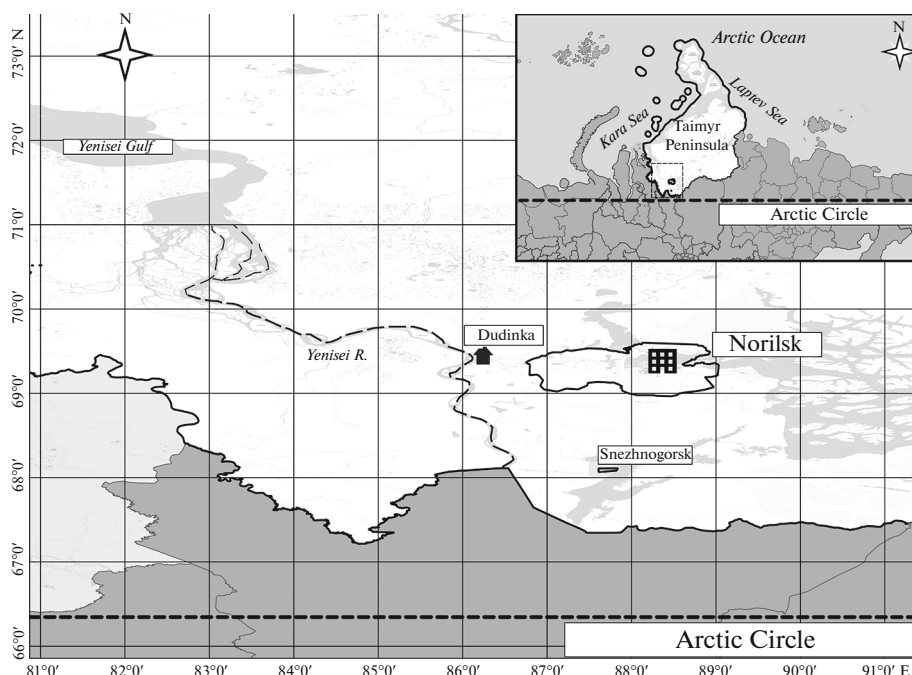 N
Arctic Ocean
N
Kara Sea
Laptev Sea
Taimyr
Peninsula
Arctic Circle
Yenisei Gulf
Dudinka
Norilsk
Yenisei R.
Snezhnogorsk
Arctic Circle
73°0′ N
72°0′
71°0′
70°0′
69°0′
68°0′
67°0′
66°0′
81°0′
82°0′
83°0′
84°0′
85°0′
86°0′
87°0′
88°0′
89°0′
90°0′
91°0′ E